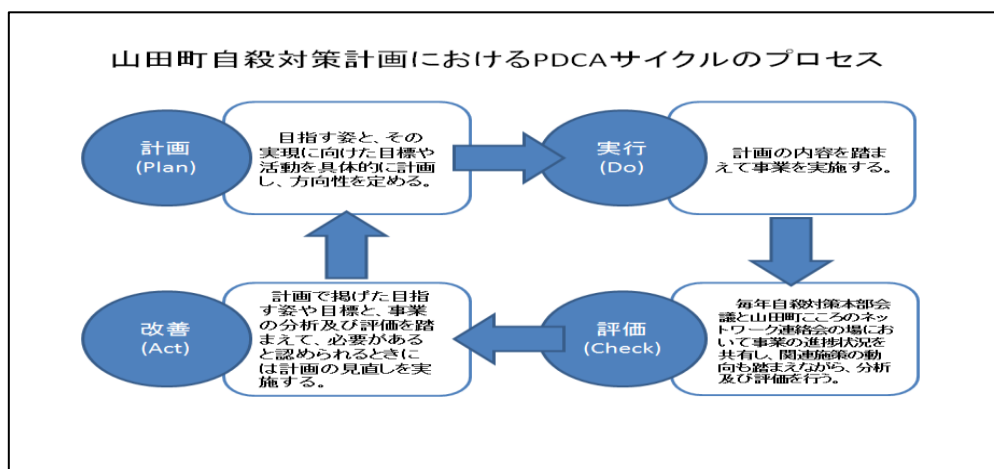 山田町自殺対策計画におけるPDCAサイクルのプロセス
計画
(Plan)
目指す姿と、その
実現に向けた目標や
活動を具体的に計画
し、方向性を定める。
実行
(Do)
計画の内容を踏ま
えて事業を実施する。
改善
(Act)
計画で掲げた目指
す姿や目標と、事業
の分析及び評価を踏
まえて、必要がある
と認められるときに
は計画の見直しを実
施する。
評価
(Check)
毎年自殺対策本部会
議と山田町こころのネッ
トワーク連絡会の場にお
いて事業の進捗状況を
共有し、関連施策の動
向も踏まえながら、分析
及び評価を行う。